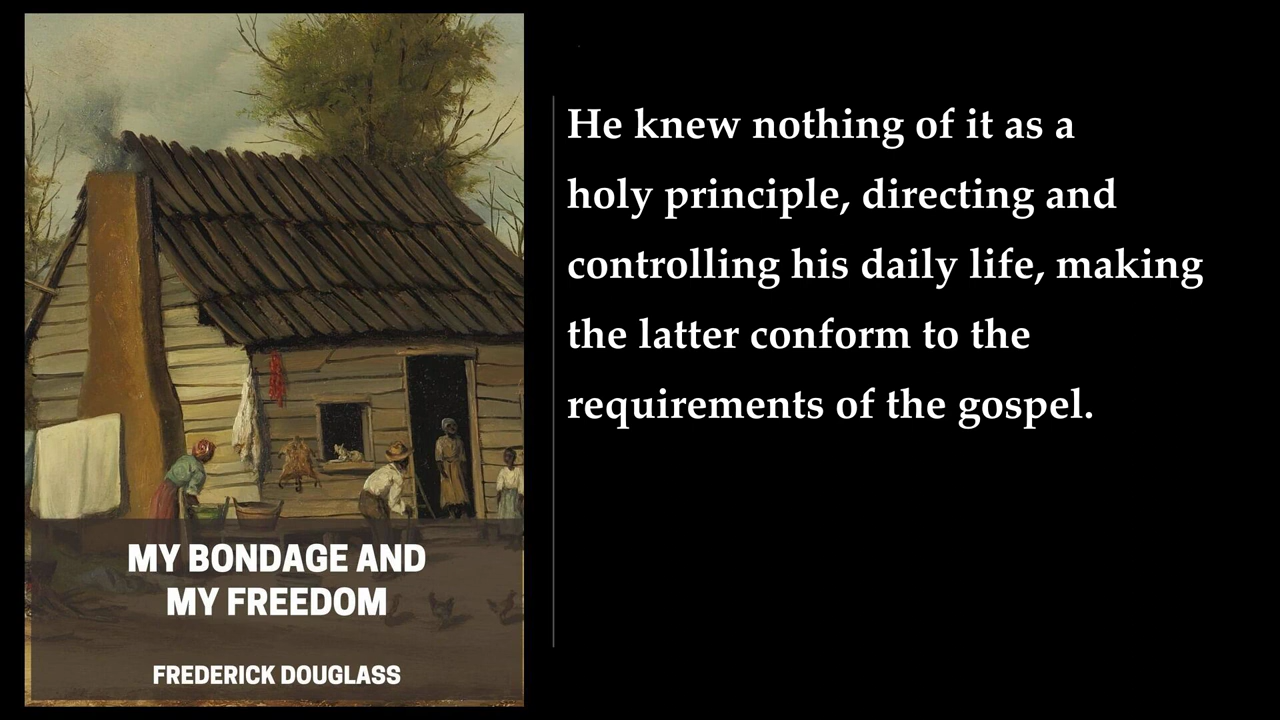 MY BONDAGE AND
MY FREEDOM
FREDERICK DOUGLASS
He knew nothing of it as a
holy principle, directing and
controlling his daily life, making
the latter conform to the
requirements of the gospel.